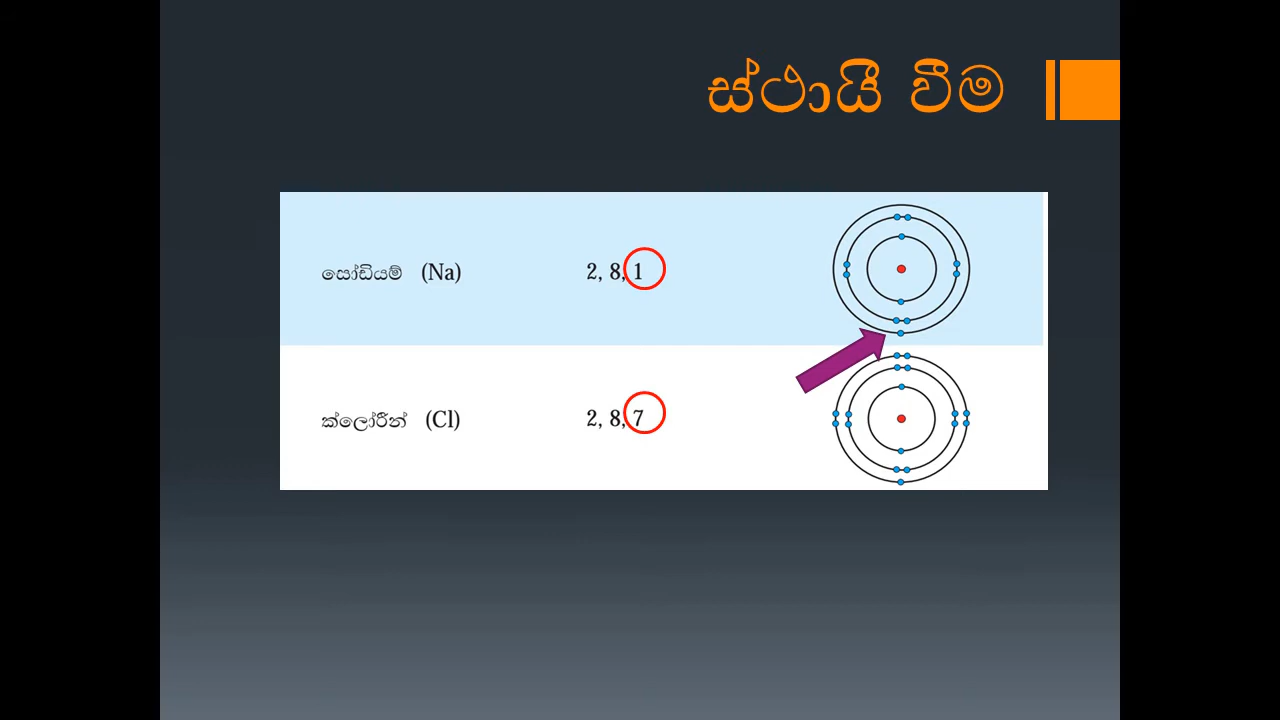 ස්ථායී වීම
සෝඩියම් (Na) 2, 8, 1
ක්ලෝරීන් (Cl) 2, 8, 7